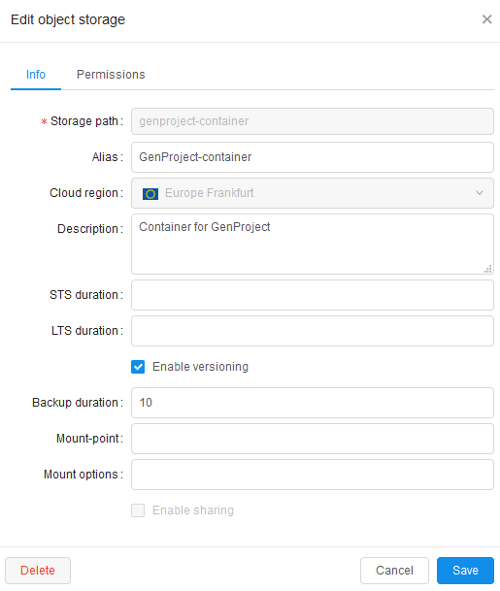 Edit object storage
Info Permissions
* Storage path: genproject-container
Alias: GenProject-container
Cloud region: Europe Frankfurt
Description: Container for GenProject
STS duration:
LTS duration:
Enable versioning
Backup duration: 10
Mount-point:
Mount options:
Enable sharing
Delete Cancel Save